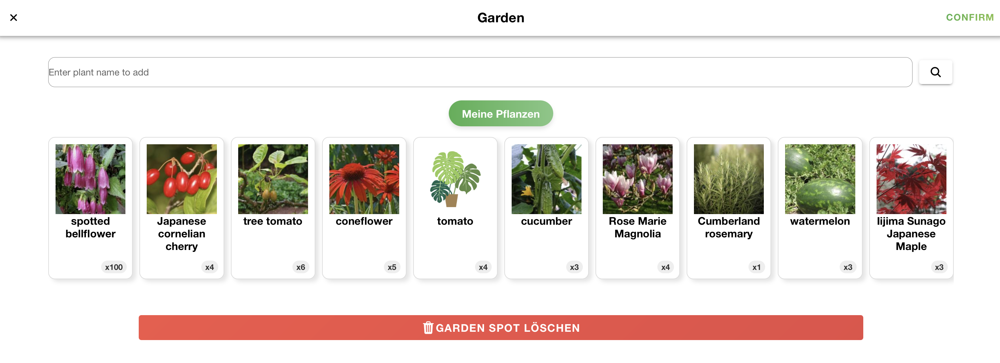 Garden
CONFIRM
Enter plant name to add
Meine Pflanzen
spotted
bellflower
x100
Japanese
cornelian
cherry
x4
tree tomato
x6
coneflower
x5
tomato
x4
cucumber
x3
Rose Marie
Magnolia
x4
Cumberland
rosemary
x1
watermelon
x3
Iijima Sunago
Japanese
Maple
x3
GARDEN SPOT LÖSCHEN